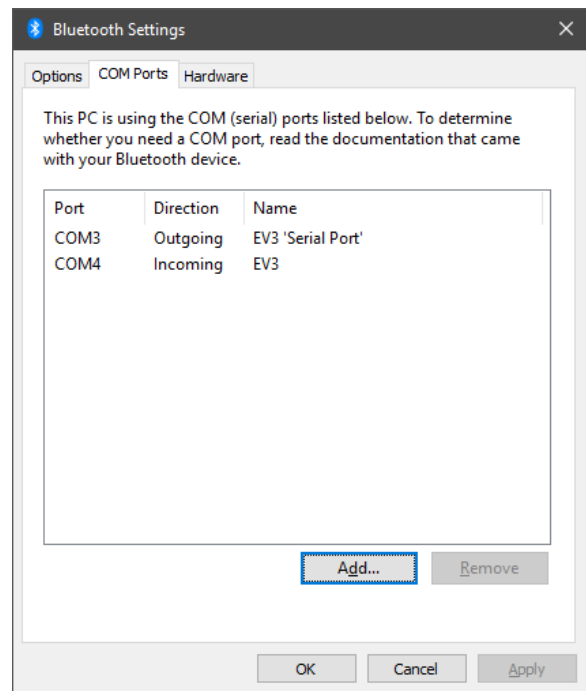 Bluetooth Settings
Options COM Ports Hardware
This PC is using the COM (serial) ports listed below. To determine
whether you need a COM port, read the documentation that came
with your Bluetooth device.
Port Direction Name
COM3 Outgoing EV3 'Serial Port'
COM4 Incoming EV3
Add... Remove
OK Cancel Apply